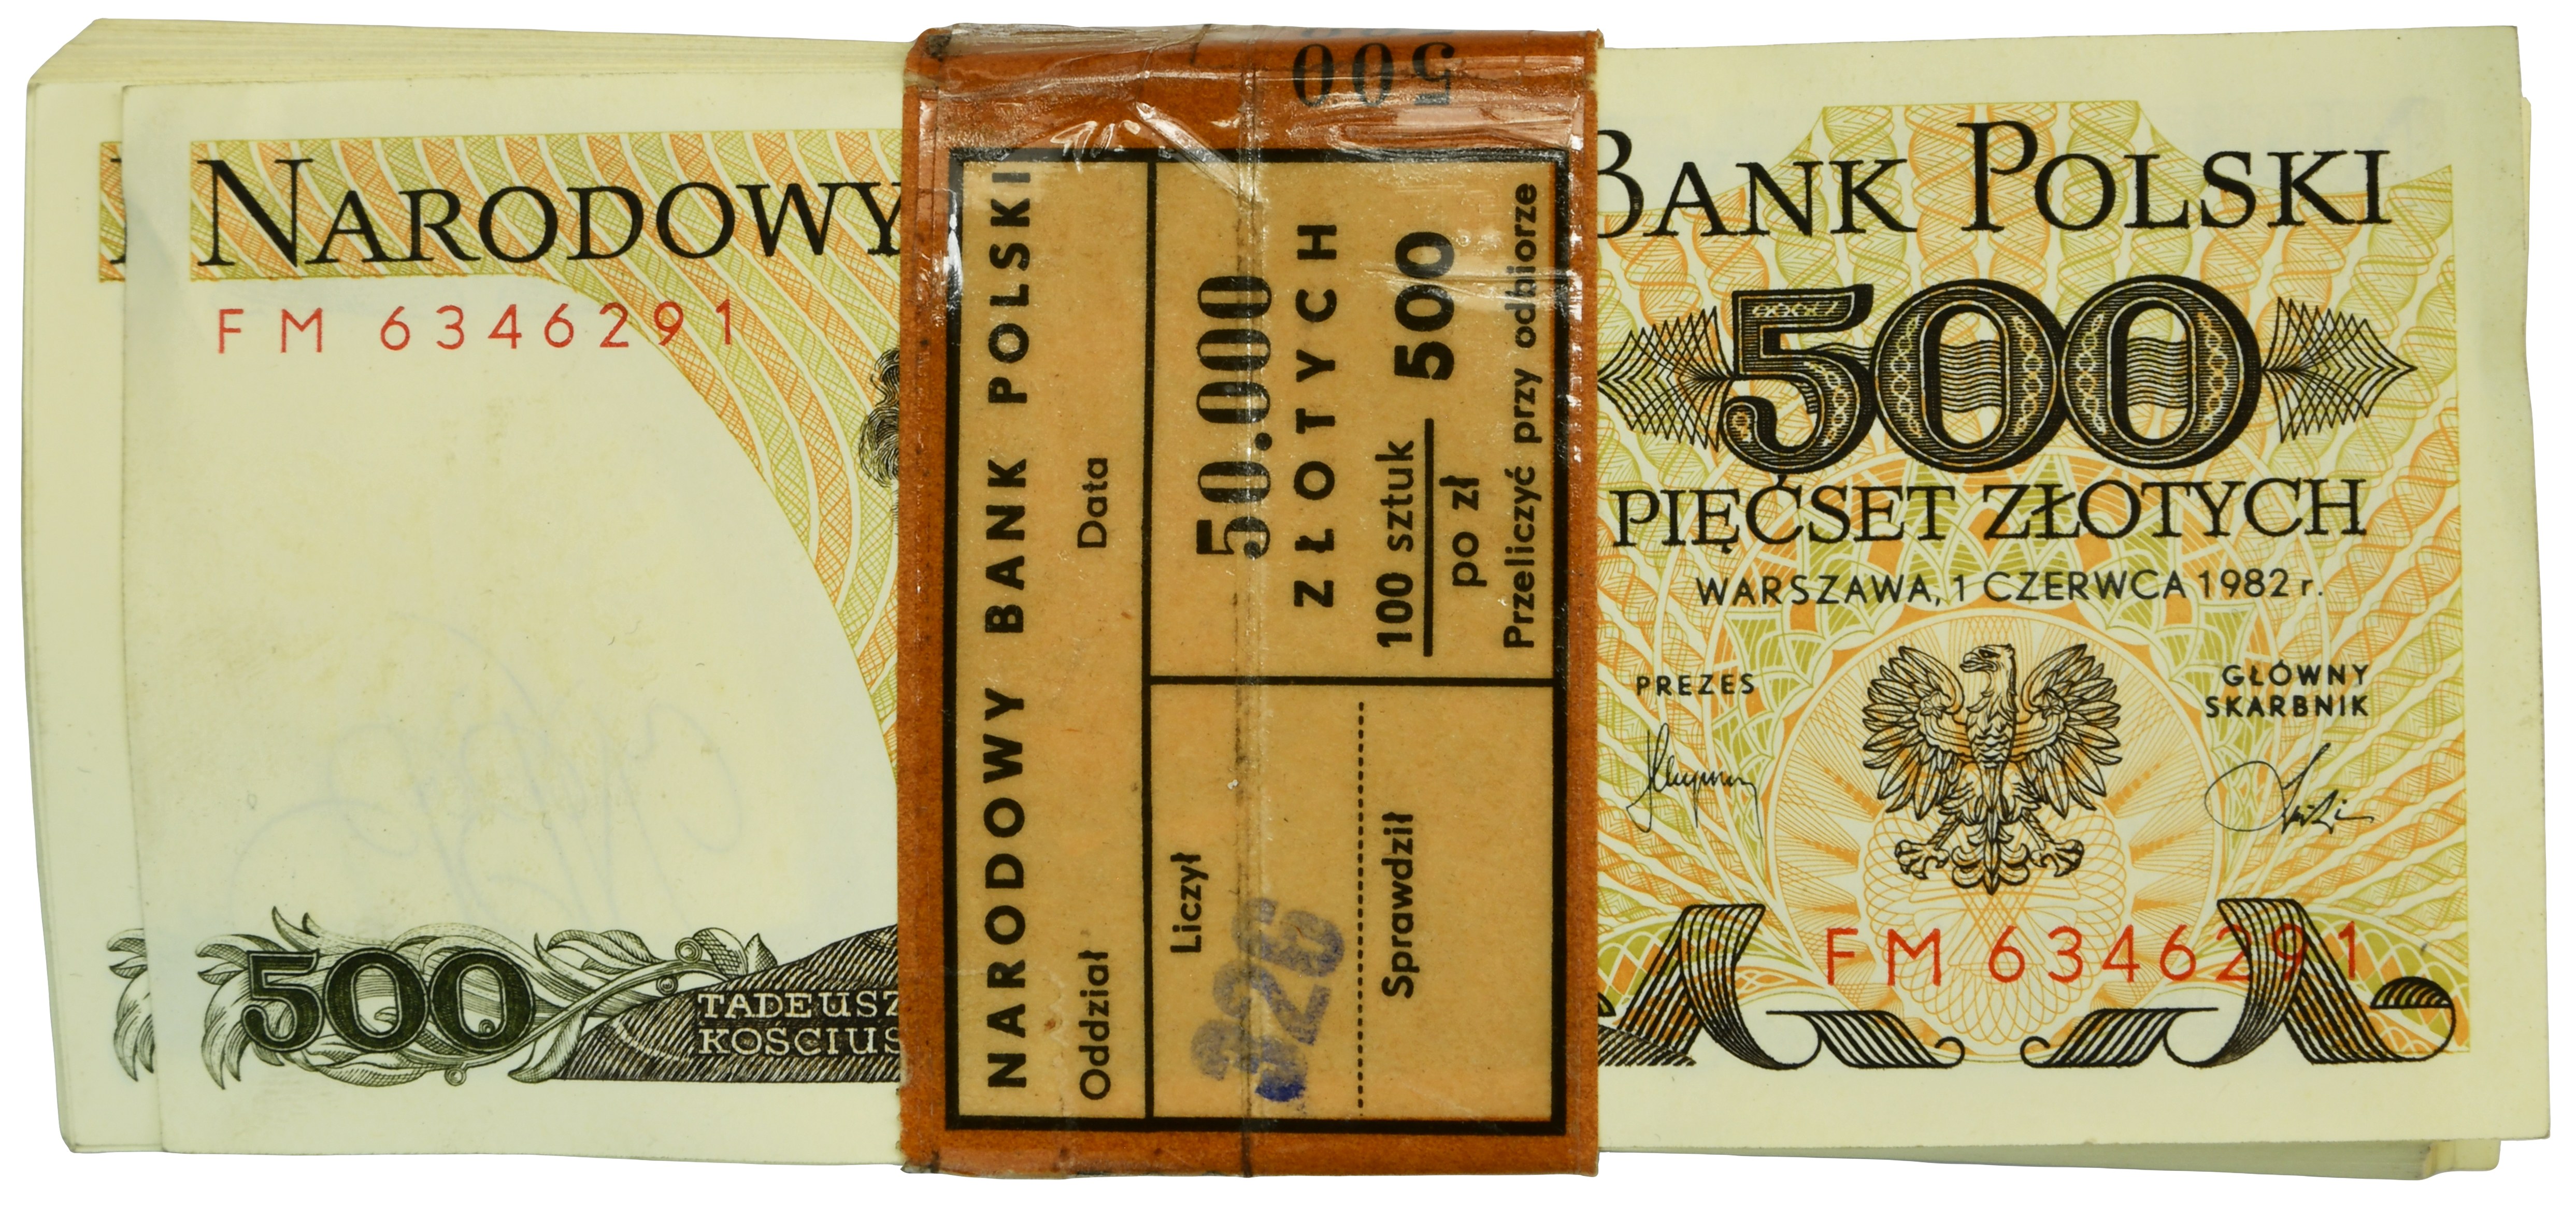 NARODOWY
FM 6346291
500
TADEUSZ
KOSCIUS
500
NARODOWY BANK POLSKI
Oddział Data
50.000
ZŁOTYCH
100 sztuk
po zł
500
Przeliczyć przy odbiorze
Liczył
326
Sprawdził
BANK POLSKI
500
PIĘĆSET ZŁOTYCH
WARSZAWA, 1 CZERWCA 1982 r.
PREZES
GŁÓWNY
SKARBNIK
FM 6346291